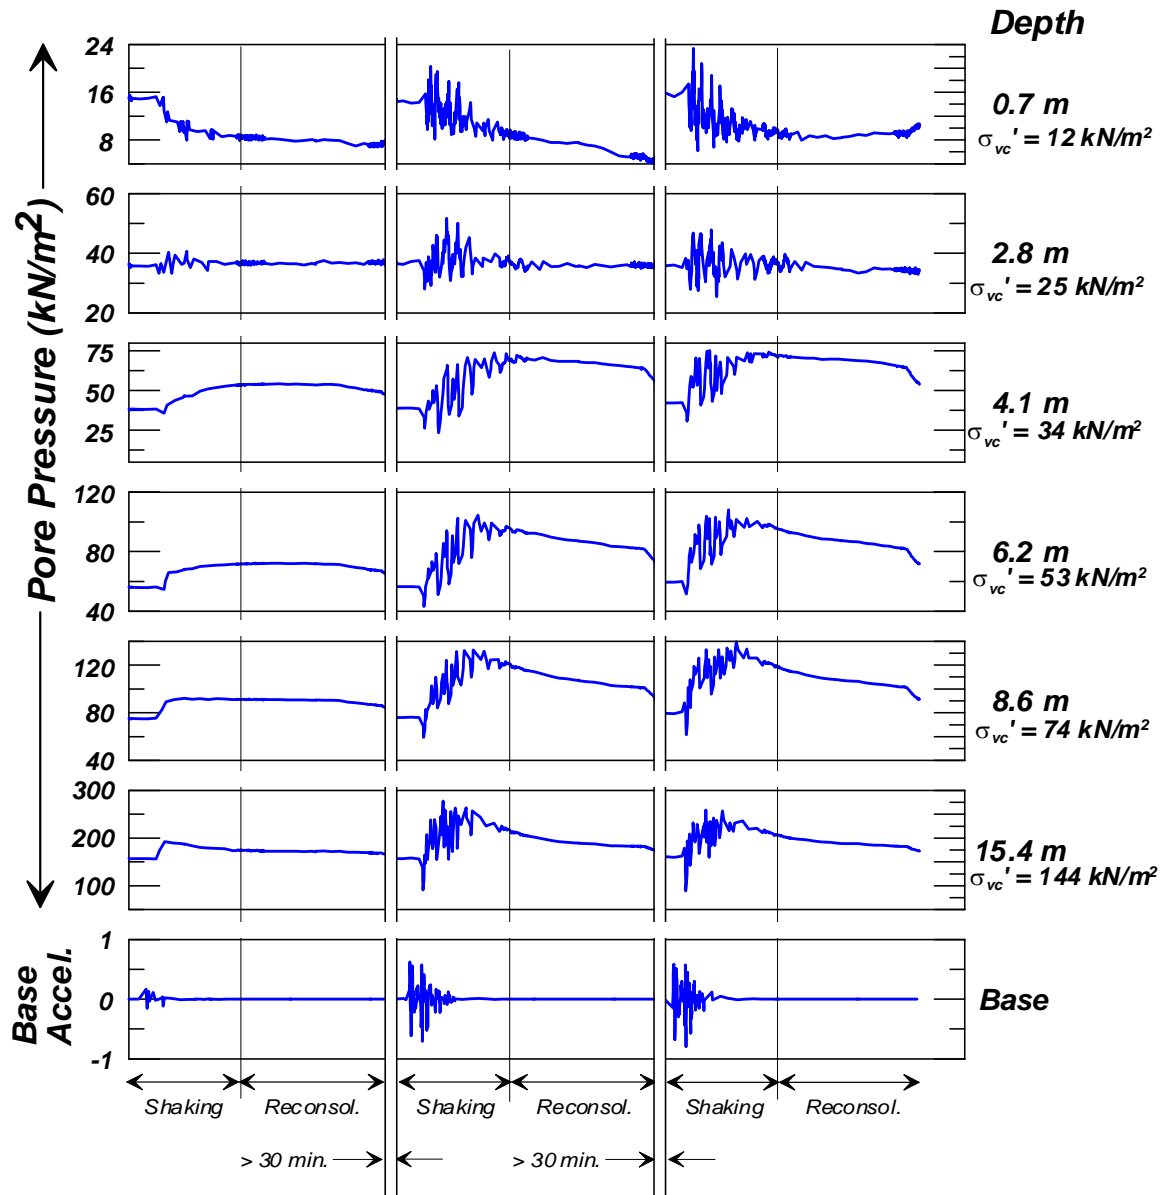 Depth
Pore Pressure (kN/m²)
24
16
8
0.7 m
σvc' = 12 kN/m²
60
40
20
2.8 m
σvc' = 25 kN/m²
75
50
25
4.1 m
σvc' = 34 kN/m²
120
80
40
6.2 m
σvc' = 53 kN/m²
120
80
40
8.6 m
σvc' = 74 kN/m²
300
200
100
15.4 m
σvc' = 144 kN/m²
Base
Accel.
1
0
-1
Base
Shaking Reconsol. Shaking Reconsol. Shaking Reconsol.
> 30 min. > 30 min.